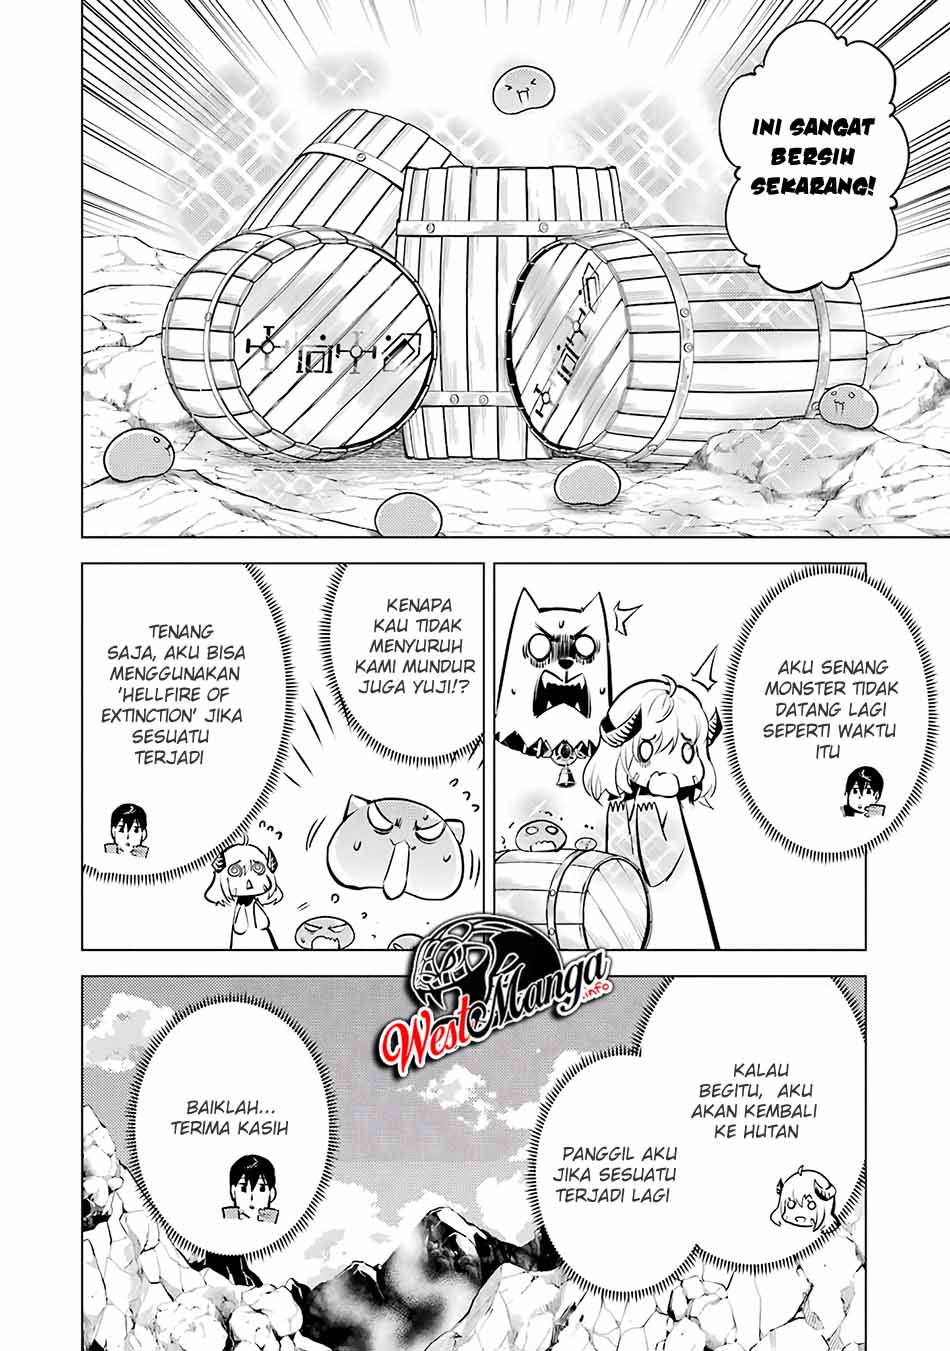 INI SANGAT
BERSIH
SEKARANG!
AKU SENANG
MONSTER TIDAK
DATANG LAGI
SEPERTI WAKTU
ITU
KENAPA
KAU TIDAK
MENYURUH
KAMI MUNDUR
JUGA YUJI!?
TENANG
SAJA, AKU BISA
MENGGUNAKAN
'HELLFIRE OF
EXTINCTION' JIKA
SESUATU
TERJADI
WestManga
.info
KALAU
BEGITU, AKU
AKAN KEMBALI
KE HUTAN
PANGGIL AKU
JIKA SESUATU
TERJADI LAGI
BAIKLAH...
TERIMA KASIH